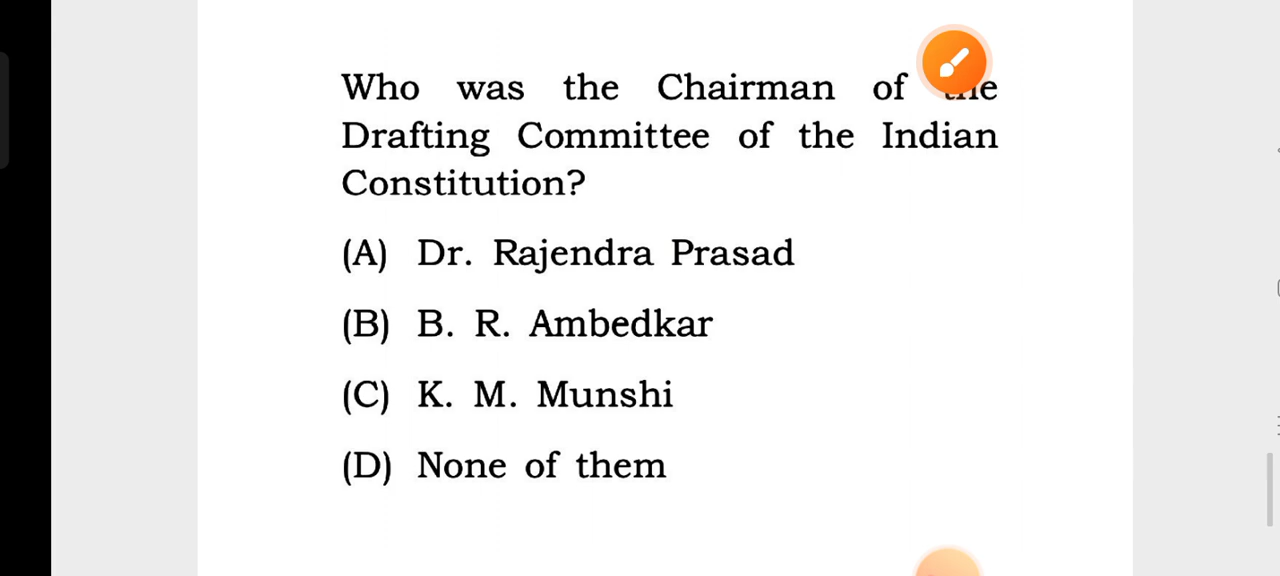 Who was the Chairman of the
Drafting Committee of the Indian
Constitution?
(A) Dr. Rajendra Prasad
(B) B. R. Ambedkar
(C) K. M. Munshi
(D) None of them